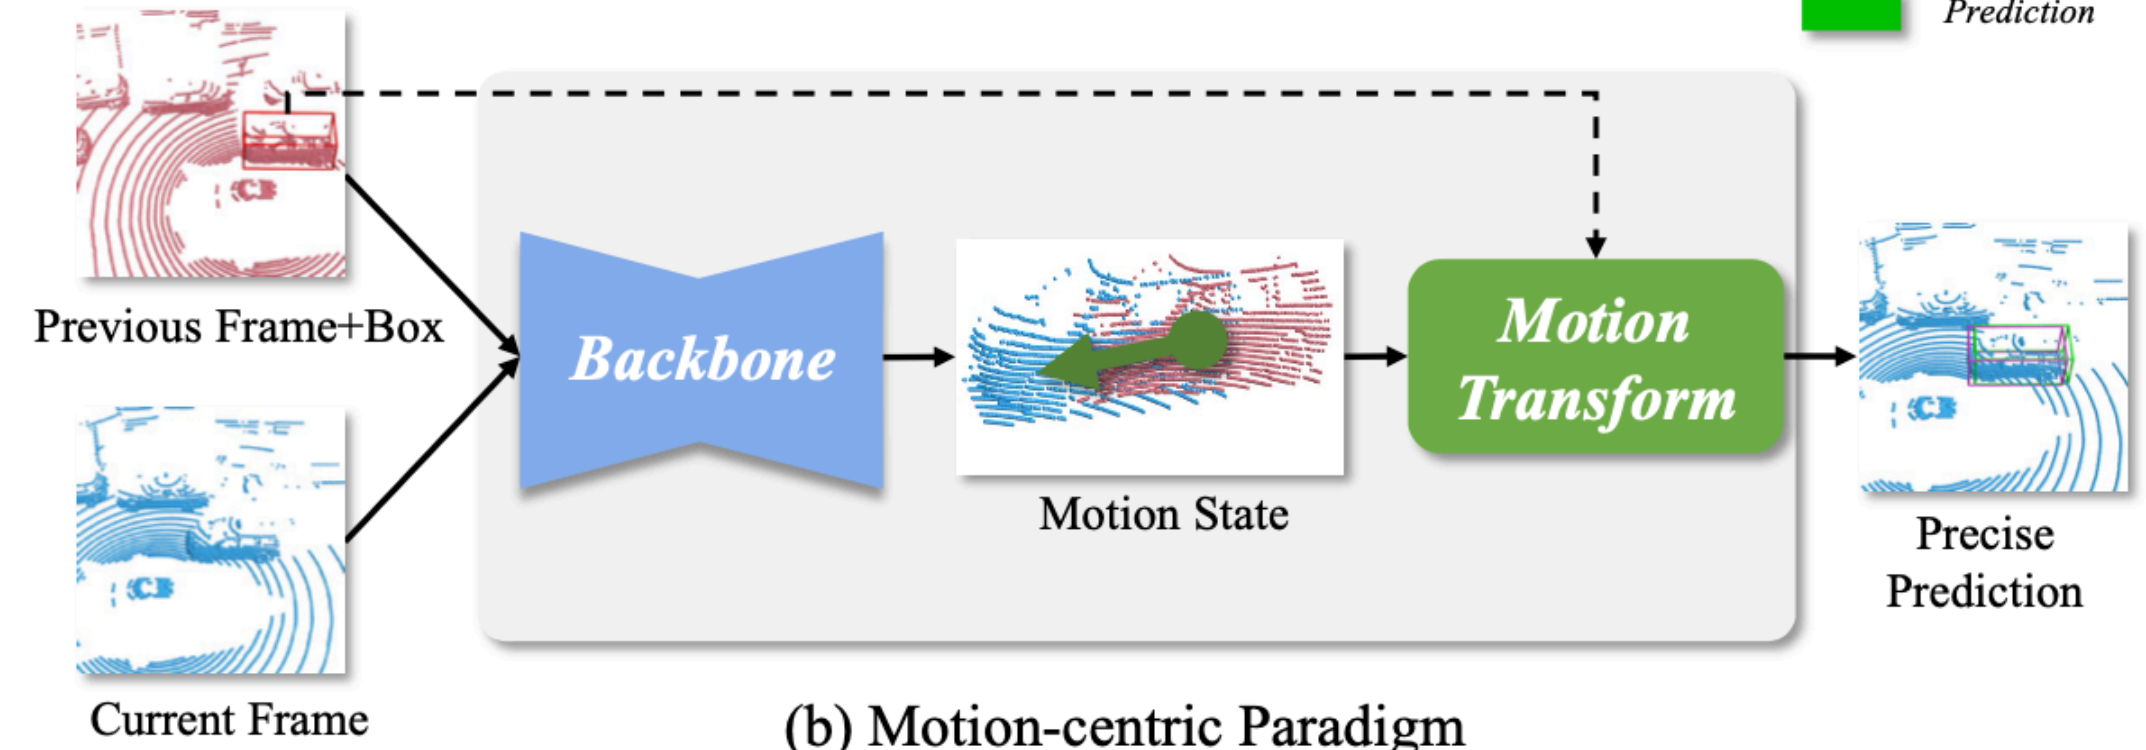 Prediction
Previous Frame+Box
Backbone
Motion
Transform
Motion State
Precise
Prediction
Current Frame
(b) Motion-centric Paradigm